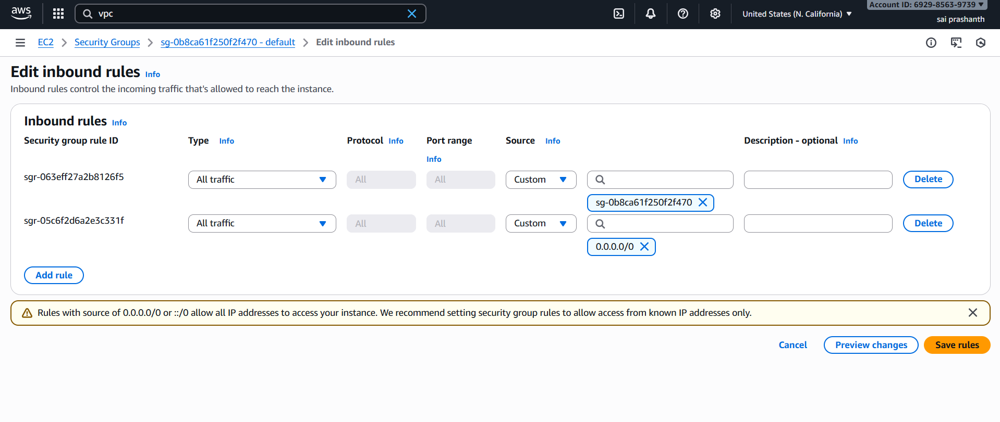 Account ID: 6929-8563-9739
aws vpc United States (N. California)
sai prashanth
EC2 Security Groups sg-0b8ca61f250f2f470 - default Edit inbound rules
Edit inbound rules Info
Inbound rules control the incoming traffic that's allowed to reach the instance.
Inbound rules Info
Security group rule ID Type Info Protocol Info Port range Source Info Description - optional Info
Info
sgr-063eff27a2b8126f5 All traffic All All Custom Delete
sg-0b8ca61f250f2f470
sgr-05c6f2d6a2e3c331f All traffic All All Custom Delete
0.0.0.0/0
Add rule
Rules with source of 0.0.0.0/0 or ::/0 allow all IP addresses to access your instance. We recommend setting security group rules to allow access from known IP addresses only.
Cancel Preview changes Save rules